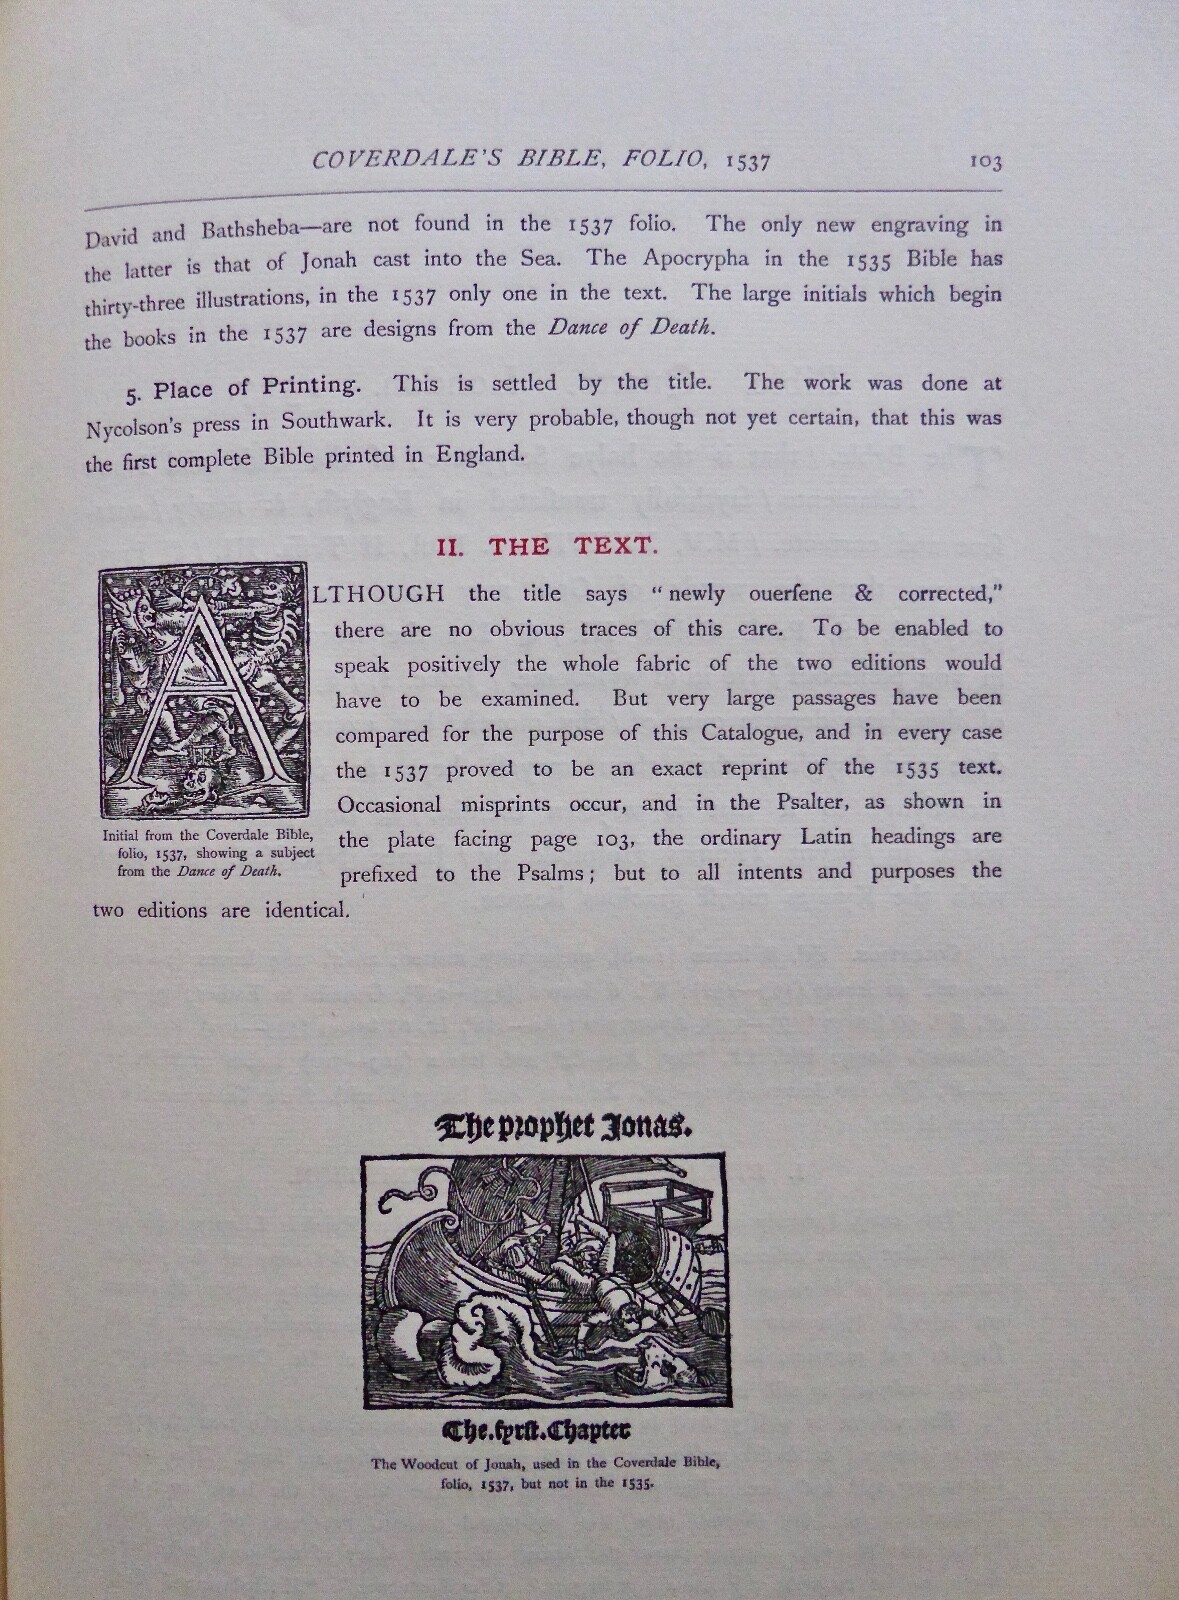 COVERDALE'S BIBLE, FOLIO, 1537 103
David and Bathsheba—are not found in the 1537 folio. The only new engraving in
the latter is that of Jonah cast into the Sea. The Apocrypha in the 1535 Bible has
thirty-three illustrations, in the 1537 only one in the text. The large initials which begin
the books in the 1537 are designs from the Dance of Death.
5. Place of Printing. This is settled by the title. The work was done at
Nycolson's press in Southwark. It is very probable, though not yet certain, that this was
the first complete Bible printed in England.
II. THE TEXT.
ALTHOUGH the title says "newly ouerſene & corrected,"
there are no obvious traces of this care. To be enabled to
speak positively the whole fabric of the two editions would
have to be examined. But very large passages have been
compared for the purpose of this Catalogue, and in every case
the 1537 proved to be an exact reprint of the 1535 text.
Occasional misprints occur, and in the Psalter, as shown in
the plate facing page 103, the ordinary Latin headings are
prefixed to the Psalms; but to all intents and purposes the
two editions are identical.
Initial from the Coverdale Bible,
folio, 1537, showing a subject
from the Dance of Death.
The prophet Jonas.
The.fyrſt.Chapter
The Woodcut of Jonah, used in the Coverdale Bible,
folio, 1537, but not in the 1535.